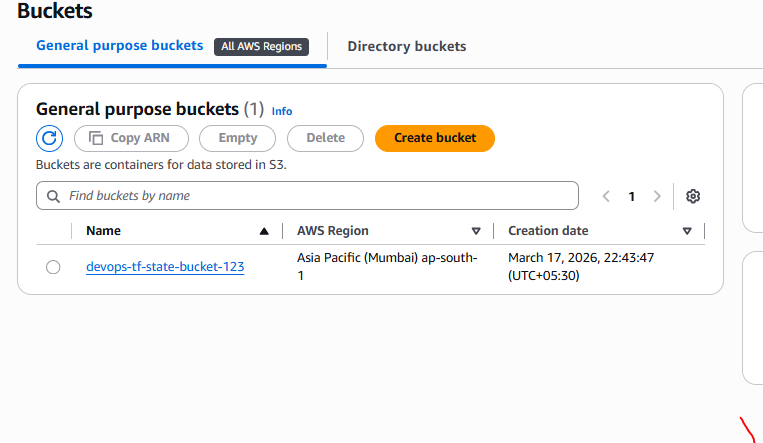 Buckets
General purpose buckets All AWS Regions Directory buckets
General purpose buckets (1) Info
Copy ARN Empty Delete Create bucket
Buckets are containers for data stored in S3.
Find buckets by name 1
Name AWS Region Creation date
devops-tf-state-bucket-123 Asia Pacific (Mumbai) ap-south- March 17, 2026, 22:43:47
1 (UTC+05:30)